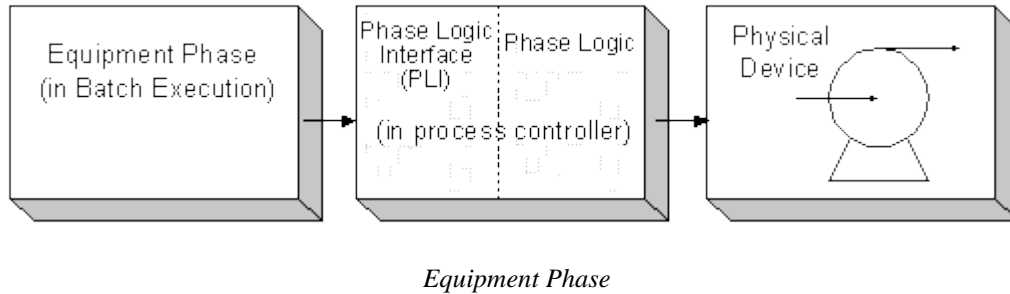 Equipment Phase
(in Batch Execution)
Phase Logic
Interface
(PLI)
Phase Logic
(in process controller)
Physical
Device
Equipment Phase